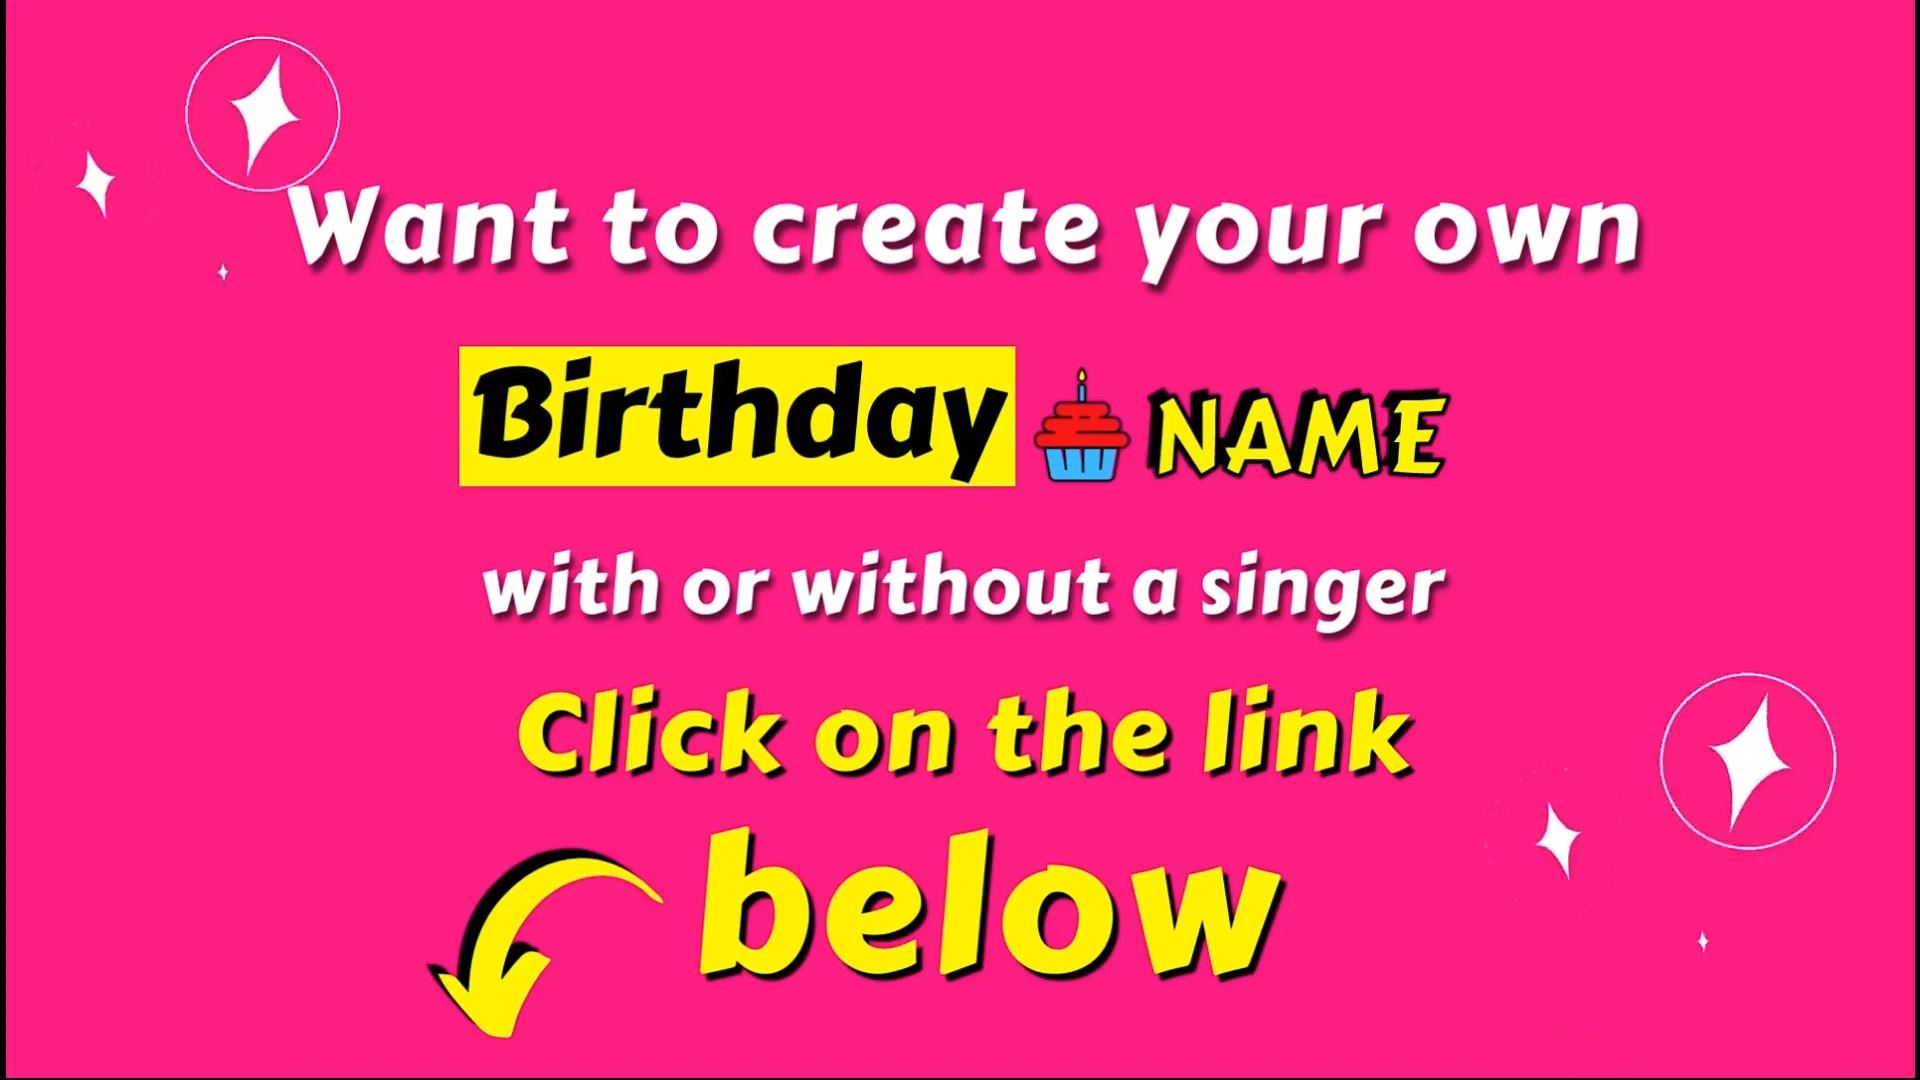 Want to create your own
Birthday NAME
with or without a singer
Click on the link
below